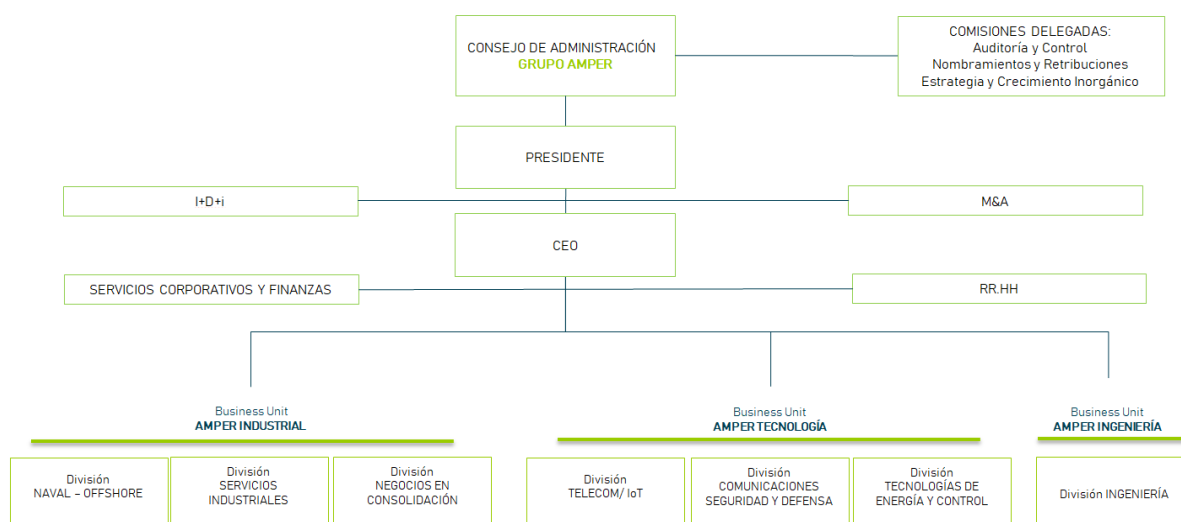 CONSEJO DE ADMINISTRACIÓN
GRUPO AMPER
COMISIONES DELEGADAS:
Auditoría y Control
Nombramientos y Retribuciones
Estrategia y Crecimiento Inorgánico
PRESIDENTE
I+D+i
M&A
CEO
SERVICIOS CORPORATIVOS Y FINANZAS
RR.HH
Business Unit
AMPER INDUSTRIAL
Business Unit
AMPER TECNOLOGÍA
Business Unit
AMPER INGENIERÍA
División
NAVAL – OFFSHORE
División
SERVICIOS
INDUSTRIALES
División
NEGOCIOS EN
CONSOLIDACIÓN
División
TELECOM/ IoT
División
COMUNICACIONES
SEGURIDAD Y DEFENSA
División
TECNOLOGÍAS DE
ENERGÍA Y CONTROL
División INGENIERÍA